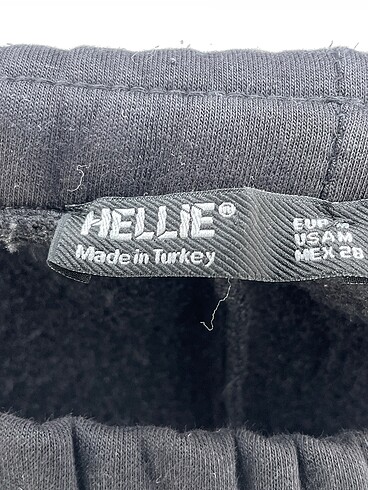 HELLIE®
Made in Turkey
EUR
USA M
MEX 28